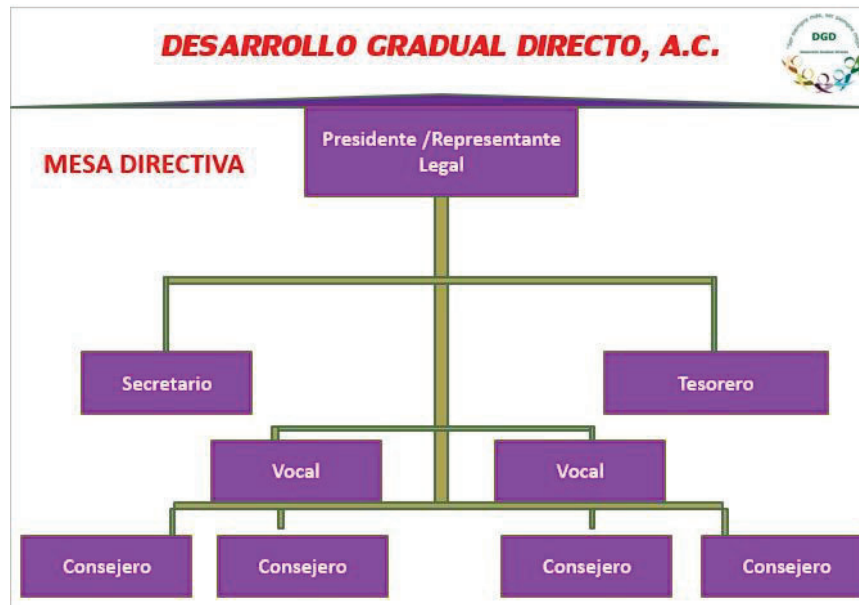 DESARROLLO GRADUAL DIRECTO, A.C.
DGD
MESA DIRECTIVA
Presidente /Representante
Legal
Secretario
Tesorero
Vocal
Vocal
Consejero
Consejero
Consejero
Consejero